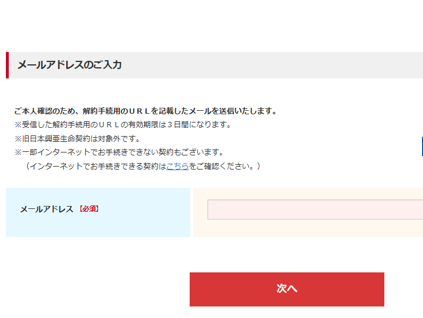 メールアドレスのご入力
ご本人確認のため、解約手続用のＵＲＬを記載したメールを送信いたします。
※受信した解約手続用のＵＲＬの有効期限は３日間になります。
※旧日本興亜生命契約は対象外です。
※一部インターネットでお手続きできない契約もございます。
（インターネットでお手続きできる契約はこちらをご確認ください。）
メールアドレス【必須】
次へ